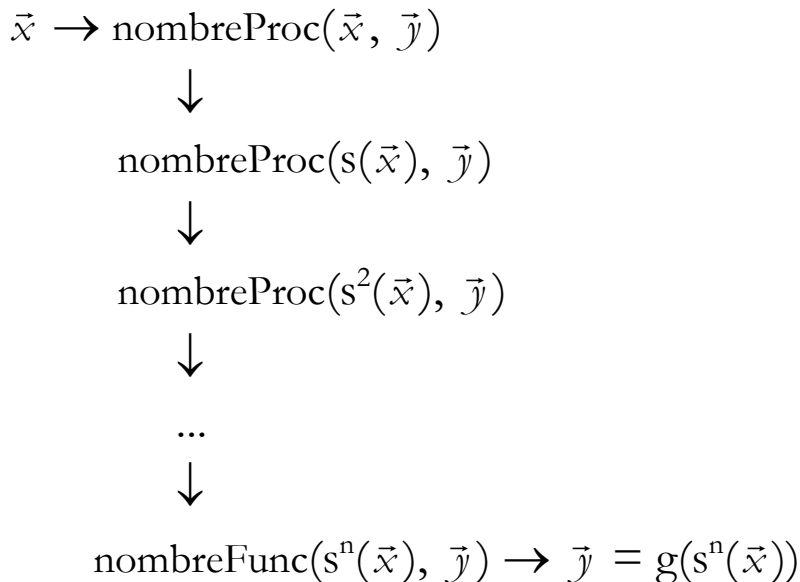 x⃗ → nombreProc(x⃗, y⃗)
↓
nombreProc(s(x⃗), y⃗)
↓
nombreProc(s²(x⃗), y⃗)
↓
...
↓
nombreFunc(sⁿ(x⃗), y⃗) → y⃗ = g(sⁿ(x⃗))